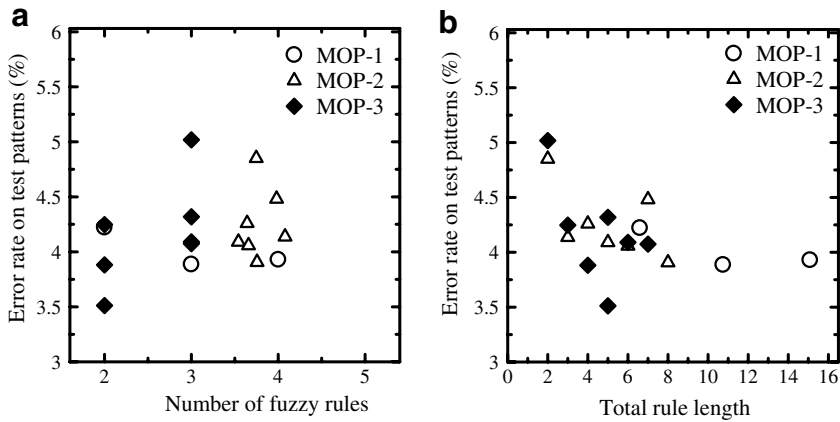 a
Error rate on test patterns (%)
6
5.5
5
4.5
4
3.5
3
2
3
4
5
Number of fuzzy rules
MOP-1
MOP-2
MOP-3
b
Error rate on test patterns (%)
6
5.5
5
4.5
4
3.5
3
0
2
4
6
8
10
12
14
16
Total rule length
MOP-1
MOP-2
MOP-3